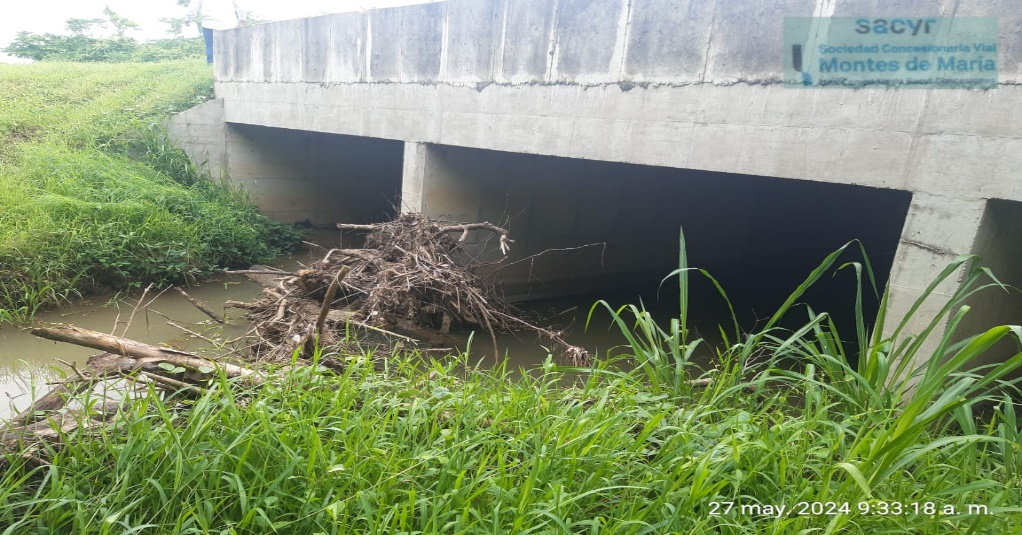 sacyr
Sociedad Concesionaria Vial
Montes de María
27 may. 2024 9:33:18 a. m.